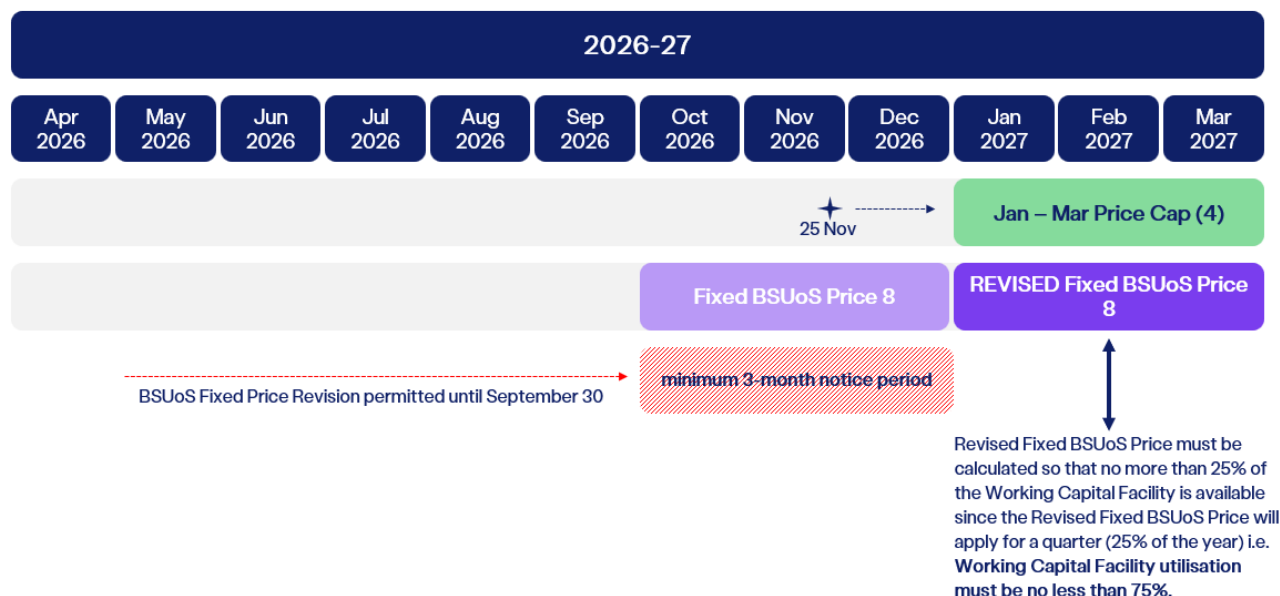 2026-27
Apr
2026
May
2026
Jun
2026
Jul
2026
Aug
2026
Sep
2026
Oct
2026
Nov
2026
Dec
2026
Jan
2027
Feb
2027
Mar
2027
25 Nov
Jan – Mar Price Cap (4)
Fixed BSUoS Price 8
REVISED Fixed BSUoS Price
8
BSUoS Fixed Price Revision permitted until September 30
minimum 3-month notice period
Revised Fixed BSUoS Price must be
calculated so that no more than 25% of
the Working Capital Facility is available
since the Revised Fixed BSUoS Price will
apply for a quarter (25% of the year) i.e.
Working Capital Facility utilisation
must be no less than 75%.